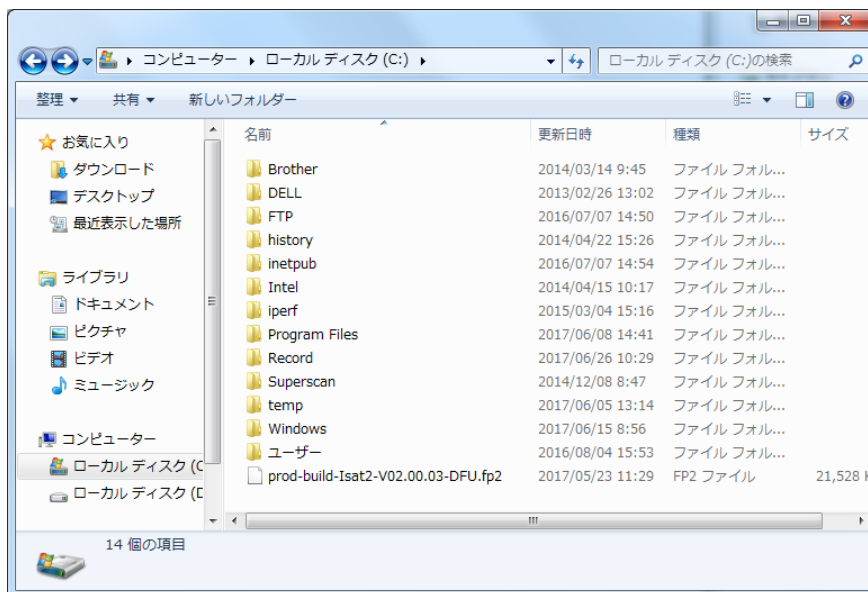 コンピューター ▸ ローカル ディスク (C:) ▸
ローカル ディスク (C:)の検索
整理 共有 新しいフォルダー
お気に入り
ダウンロード
デスクトップ
最近表示した場所
ライブラリ
ドキュメント
ピクチャ
ビデオ
ミュージック
コンピューター
ローカル ディスク (C
ローカル ディスク (D
名前 更新日時 種類 サイズ
Brother 2014/03/14 9:45 ファイル フォル...
DELL 2013/02/26 13:02 ファイル フォル...
FTP 2016/07/07 14:50 ファイル フォル...
history 2014/04/22 15:26 ファイル フォル...
inetpub 2016/07/07 14:54 ファイル フォル...
Intel 2014/04/15 10:17 ファイル フォル...
iperf 2015/03/04 15:16 ファイル フォル...
Program Files 2017/06/08 14:41 ファイル フォル...
Record 2017/06/26 10:29 ファイル フォル...
Superscan 2014/12/08 8:47 ファイル フォル...
temp 2017/06/05 13:14 ファイル フォル...
Windows 2017/06/15 8:56 ファイル フォル...
ユーザー 2016/08/04 15:53 ファイル フォル...
prod-build-Isat2-V02.00.03-DFU.fp2 2017/05/23 11:29 FP2 ファイル 21,528 K
14 個の項目